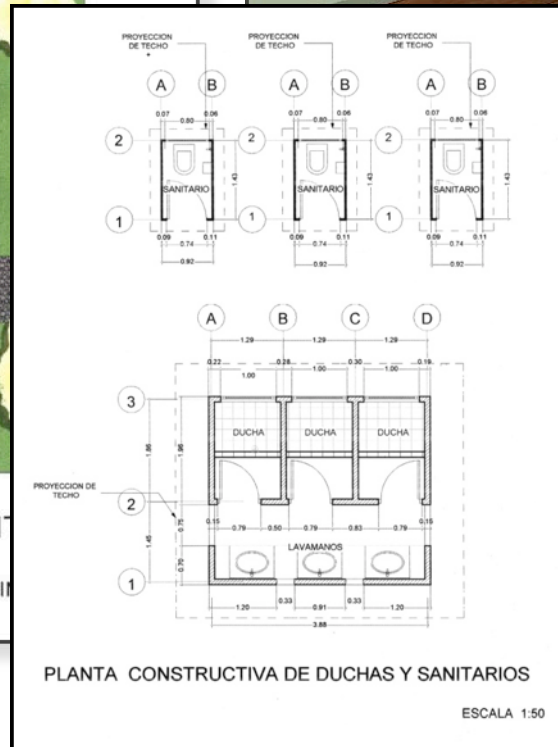 PROYECCION
DE TECHO
PROYECCION
DE TECHO
PROYECCION
DE TECHO
A
B
A
B
A
B
0.07
0.06
0.07
0.06
0.07
0.06
0.80
0.80
0.80
2
2
2
SANITARIO
1.43
SANITARIO
1.43
SANITARIO
1.43
1
1
1
0.09
0.11
0.09
0.11
0.09
0.11
0.74
0.74
0.74
0.92
0.92
0.92
A
B
C
D
1.29
1.29
1.29
0.22
0.28
0.30
0.19
1.00
1.00
1.00
3
DUCHA
DUCHA
DUCHA
1.86
1.96
PROYECCION DE
TECHO
2
0.15
0.79
0.50
0.79
0.83
0.79
0.15
0.75
1.45
LAVAMANOS
0.70
1
1.20
0.33
0.91
0.33
1.20
3.88
PLANTA CONSTRUCTIVA DE DUCHAS Y SANITARIOS
ESCALA 1:50